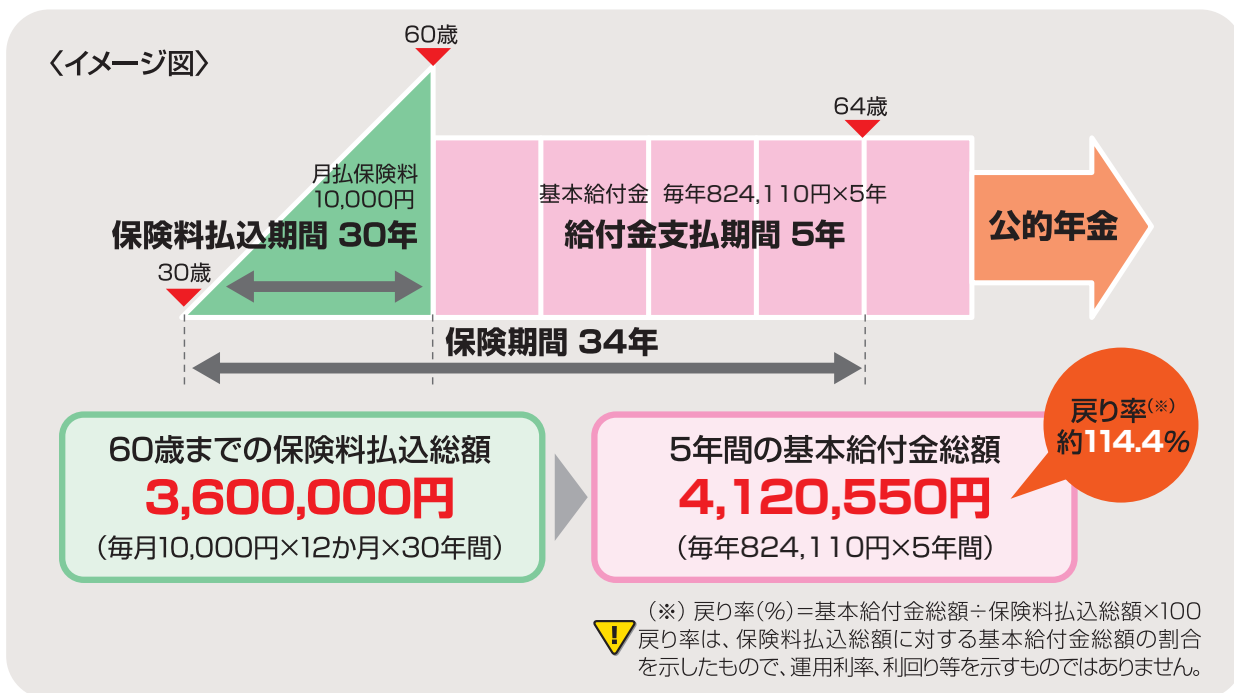 〈イメージ図〉
60歳
64歳
月払保険料
10,000円
保険料払込期間 30年
30歳
基本給付金 毎年824,110円×5年
給付金支払期間 5年
公的年金
保険期間 34年
60歳までの保険料払込総額
3,600,000円
(毎月10,000円×12か月×30年間)
5年間の基本給付金総額
4,120,550円
(毎年824,110円×5年間)
戻り率(※)
約114.4%
(※) 戻り率(%)=基本給付金総額÷保険料払込総額×100
戻り率は、保険料払込総額に対する基本給付金総額の割合
を示したもので、運用利率、利回り等を示すものではありません。